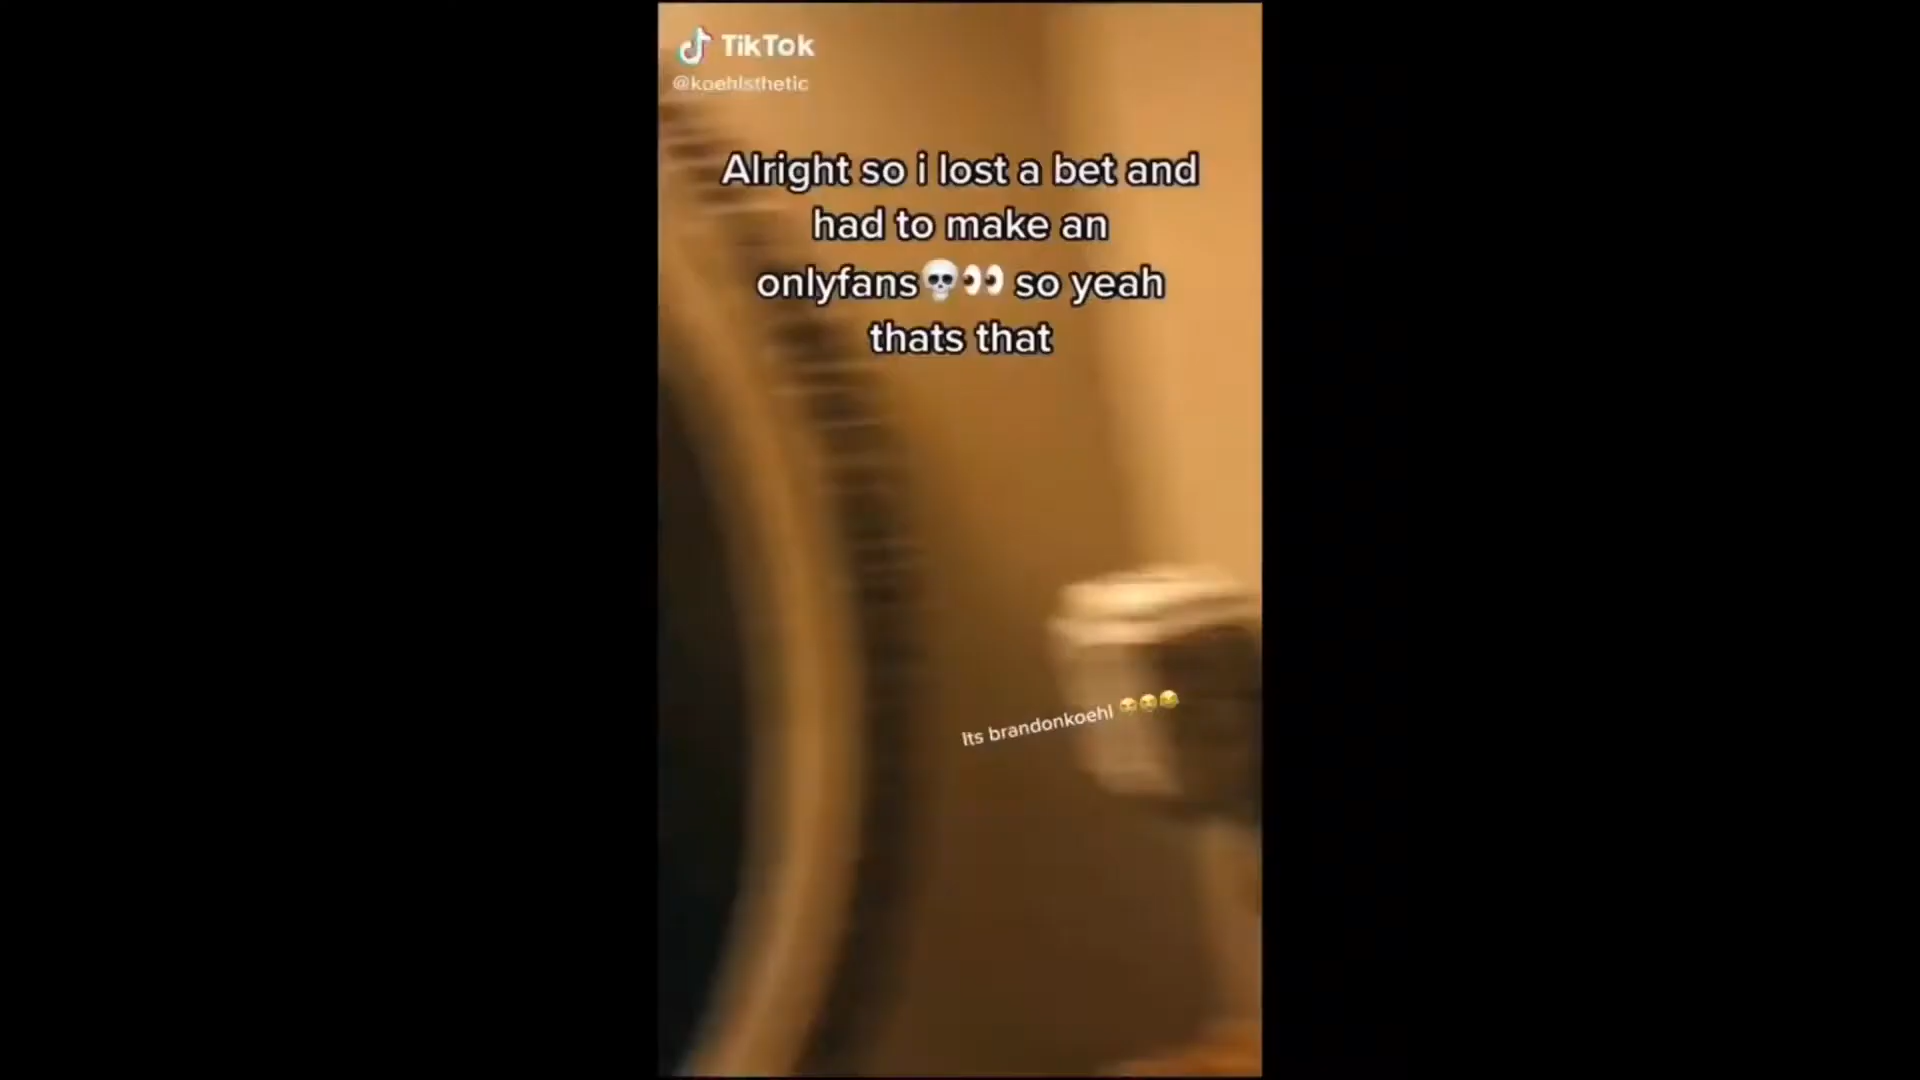 TikTok
@koehlsthetic
Alright so i lost a bet and
had to make an
onlyfans💀👀 so yeah
thats that
Its brandonkoehl 😭😭😂